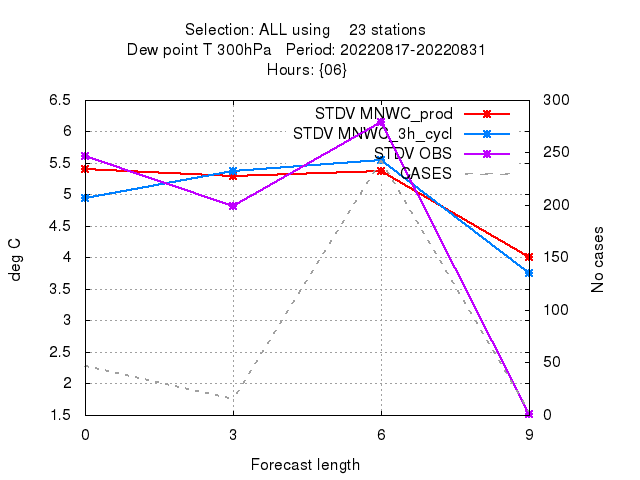 Selection: ALL using    23 stations
Dew point T 300hPa   Period: 20220817-20220831
Hours: {06}
STDV MNWC_prod
STDV MNWC_3h_cycl
STDV OBS
CASES
6.5
6
5.5
5
4.5
4
3.5
3
2.5
2
1.5
300
250
200
150
100
50
0
deg C
No cases
0 3 6 9
Forecast length